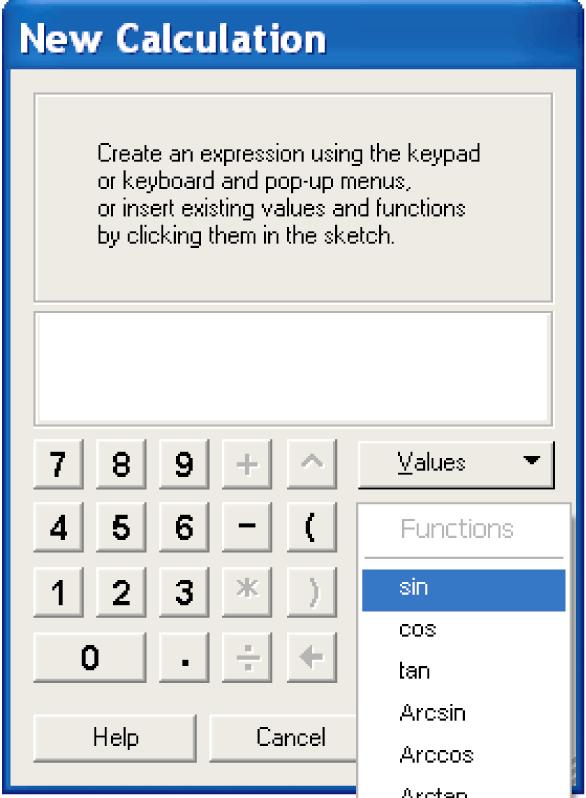 New Calculation
Create an expression using the keypad
or keyboard and pop-up menus,
or insert existing values and functions
by clicking them in the sketch.
7 8 9 + ^ Values
4 5 6 - ( Functions
1 2 3 * ) sin
cos
0 . ÷ ← tan
Arcsin
Help Cancel
Arccos
Arctan